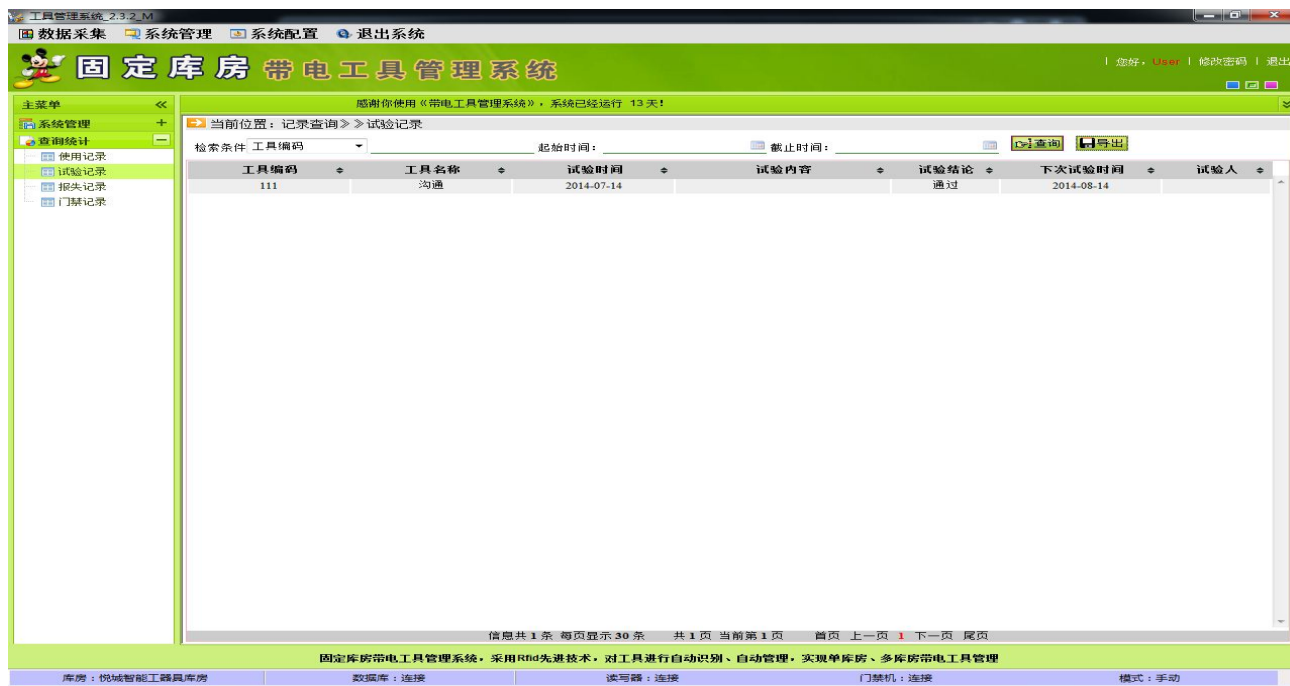 工具管理系统_2.3.2_M
数据采集 系统管理 系统配置 退出系统
固定库房 带电工具管理系统
| 您好，User | 修改密码 | 退出
主菜单 感谢你使用《带电工具管理系统》，系统已经运行 13天！
系统管理
查询统计
使用记录
试验记录
报失记录
门禁记录
当前位置：记录查询》》试验记录
检索条件 工具编码 起始时间： 截止时间： 查询 导出
工具编码 工具名称 试验时间 试验内容 试验结论 下次试验时间 试验人
111 沟通 2014-07-14 通过 2014-08-14
信息共1条 每页显示30条 共1页 当前第1页 首页 上一页 1 下一页 尾页
固定库房带电工具管理系统，采用Rfid先进技术，对工具进行自动识别、自动管理，实现单库房、多库房带电工具管理
库房：悦城智能工器具库房 数据库：连接 读写器：连接 门禁机：连接 模式：手动